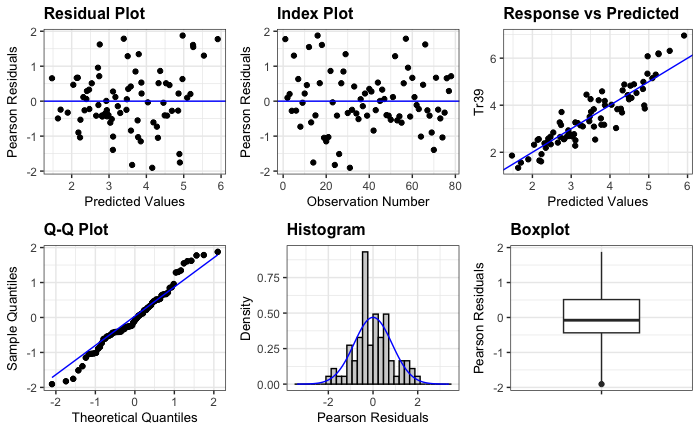 Residual Plot
Pearson Residuals
2
1
0
-1
-2
2 3 4 5 6
Predicted Values
Index Plot
Pearson Residuals
2
1
0
-1
-2
0 20 40 60 80
Observation Number
Response vs Predicted
Tr39
6
4
2
2 3 4 5 6
Predicted Values
Q-Q Plot
Sample Quantiles
2
1
0
-1
-2
-2 -1 0 1 2
Theoretical Quantiles
Histogram
Density
0.75
0.50
0.25
0.00
-2 0 2
Pearson Residuals
Boxplot
Pearson Residuals
2
1
0
-1
-2